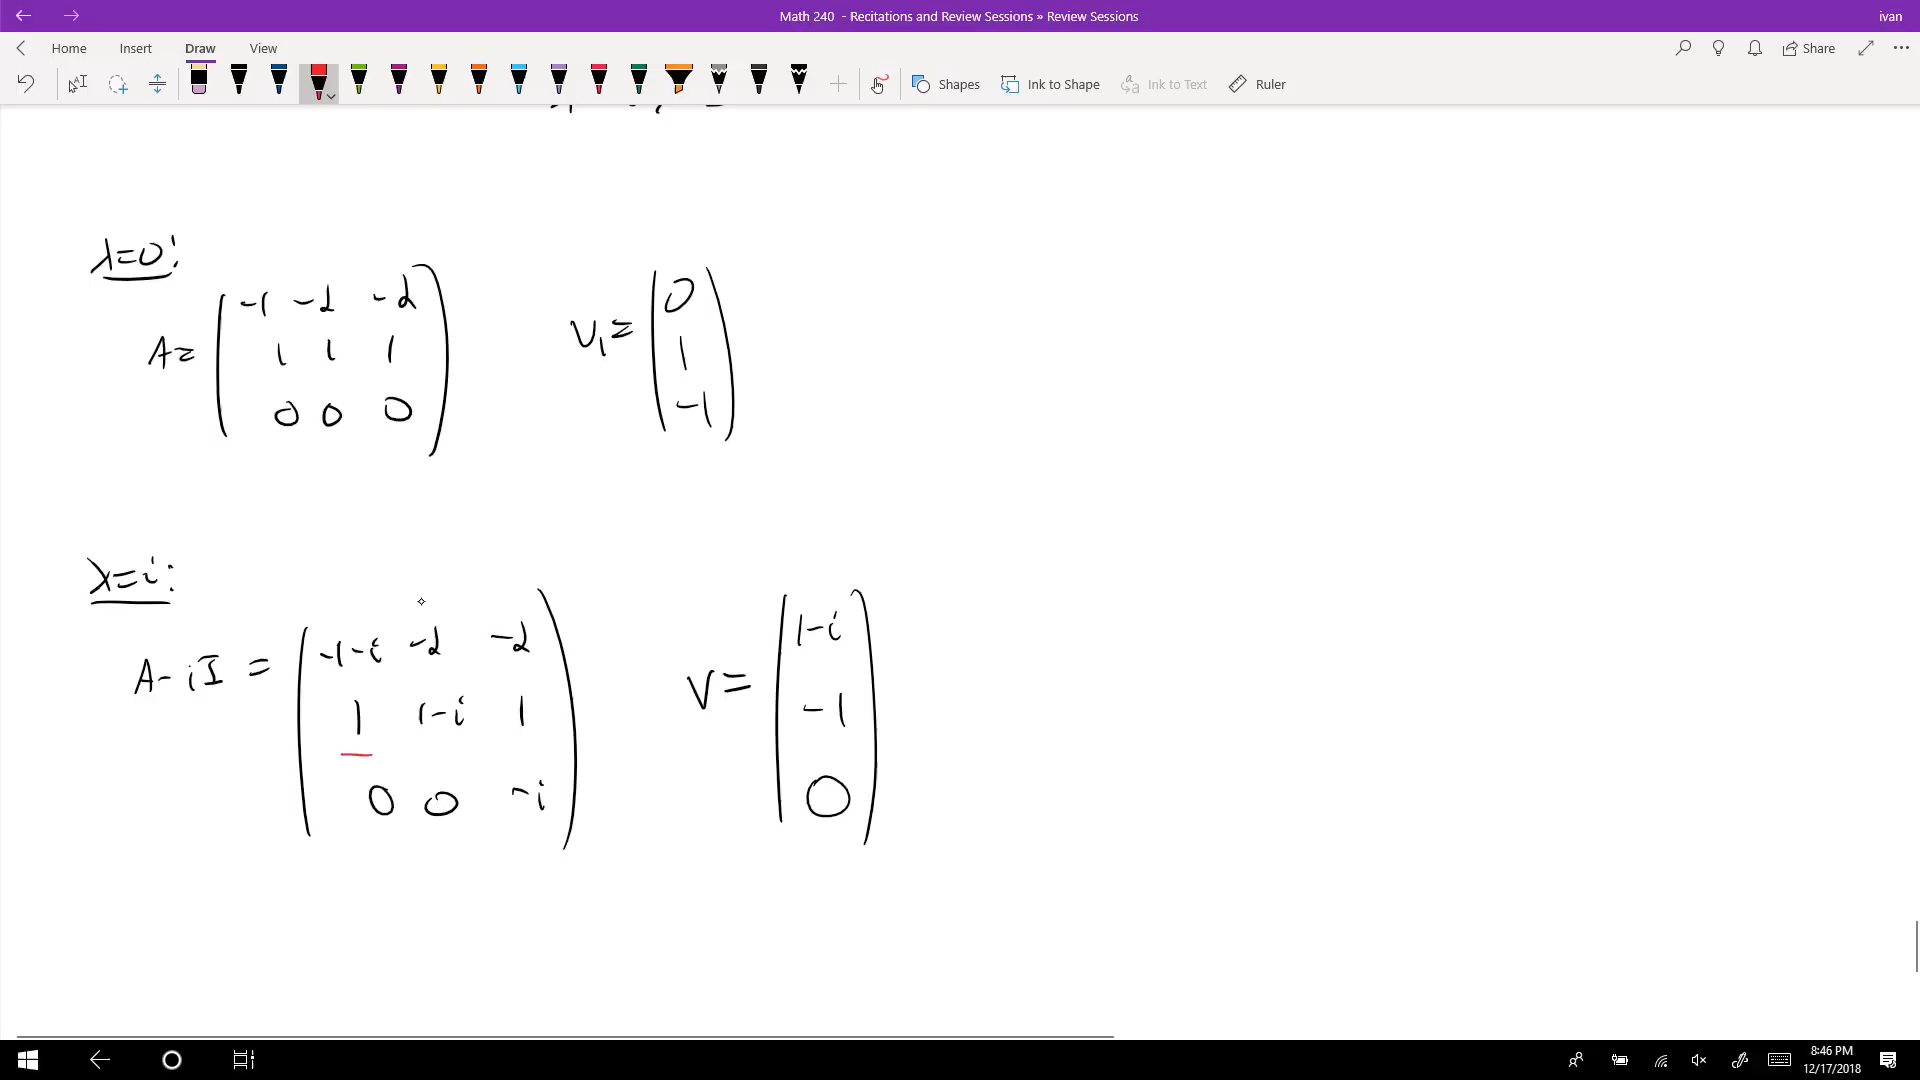 Math 240 - Recitations and Review Sessions » Review Sessions
ivan
Home Insert Draw View
Share
Shapes Ink to Shape Ink to Text Ruler
λ=0:
A= ( -1 -2 -2
1 1 1
0 0 0 )
V₁= ( 0
1
-1 )
λ=i:
A-iI = ( -1-i -2 -2
1 1-i 1
0 0 -i )
V= ( 1-i
-1
0 )
8:46 PM
12/17/2018